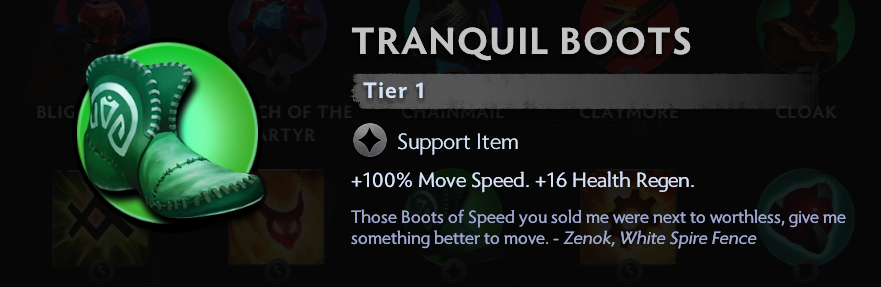 TRANQUIL BOOTS
Tier 1
Support Item
+100% Move Speed. +16 Health Regen.
Those Boots of Speed you sold me were next to worthless, give me
something better to move. - Zenok, White Spire Fence
CHAINMAIL
CLAYMORE
CLOAK